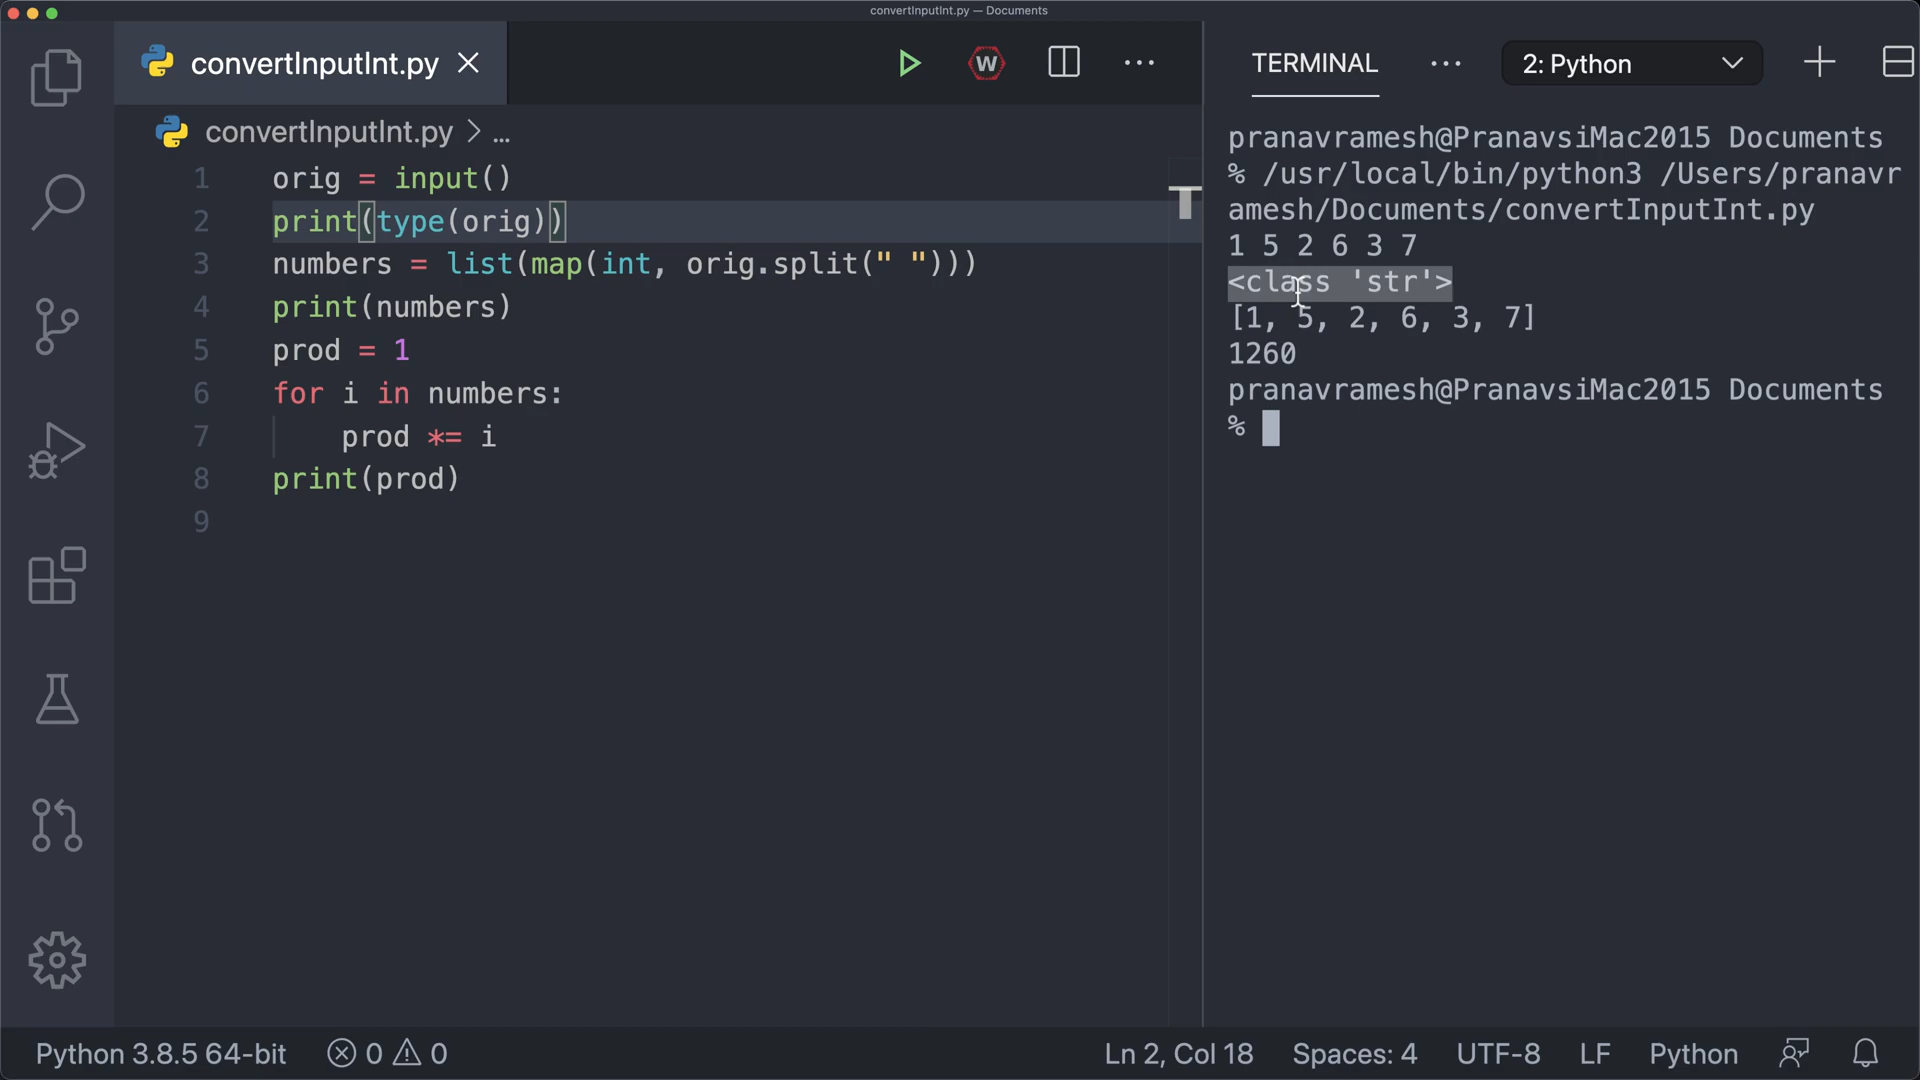 convertInputInt.py — Documents
convertInputInt.py
W
TERMINAL
2: Python
convertInputInt.py > ...
1 orig = input()
2 print(type(orig))
3 numbers = list(map(int, orig.split(" ")))
4 print(numbers)
5 prod = 1
6 for i in numbers:
7     prod *= i
8 print(prod)
9
pranavramesh@PranavsiMac2015 Documents
% /usr/local/bin/python3 /Users/pranavr
amesh/Documents/convertInputInt.py
1 5 2 6 3 7
<class 'str'>
[1, 5, 2, 6, 3, 7]
1260
pranavramesh@PranavsiMac2015 Documents
%
Python 3.8.5 64-bit 0 0 Ln 2, Col 18 Spaces: 4 UTF-8 LF Python